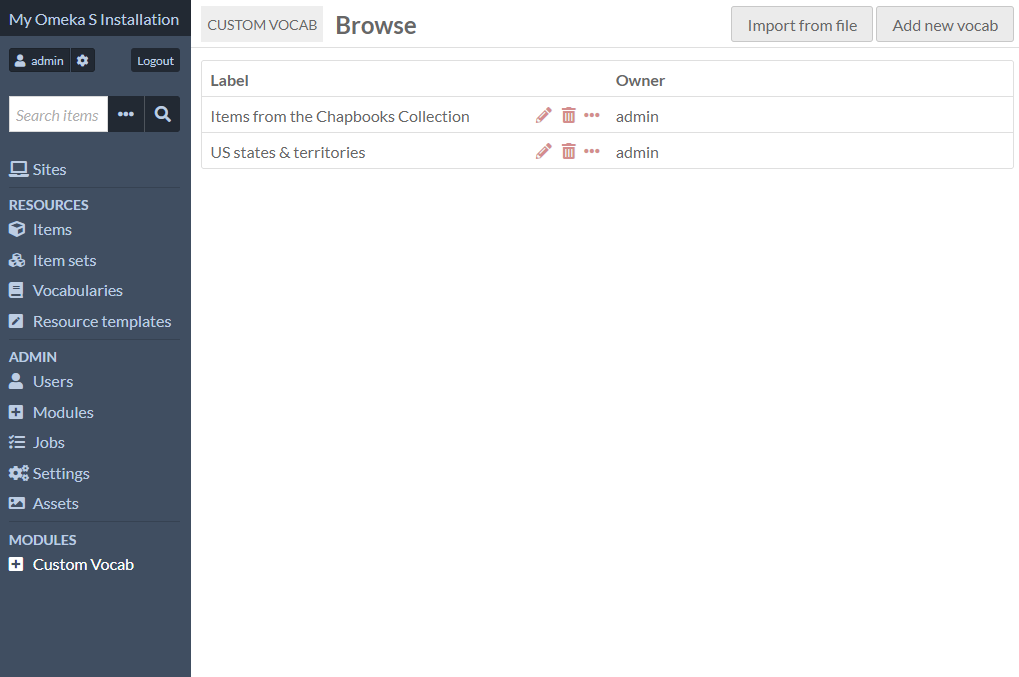 My Omeka S Installation
admin
Logout
Search items
Sites
RESOURCES
Items
Item sets
Vocabularies
Resource templates
ADMIN
Users
Modules
Jobs
Settings
Assets
MODULES
Custom Vocab
CUSTOM VOCAB Browse
Import from file
Add new vocab
Label Owner
Items from the Chapbooks Collection admin
US states & territories admin